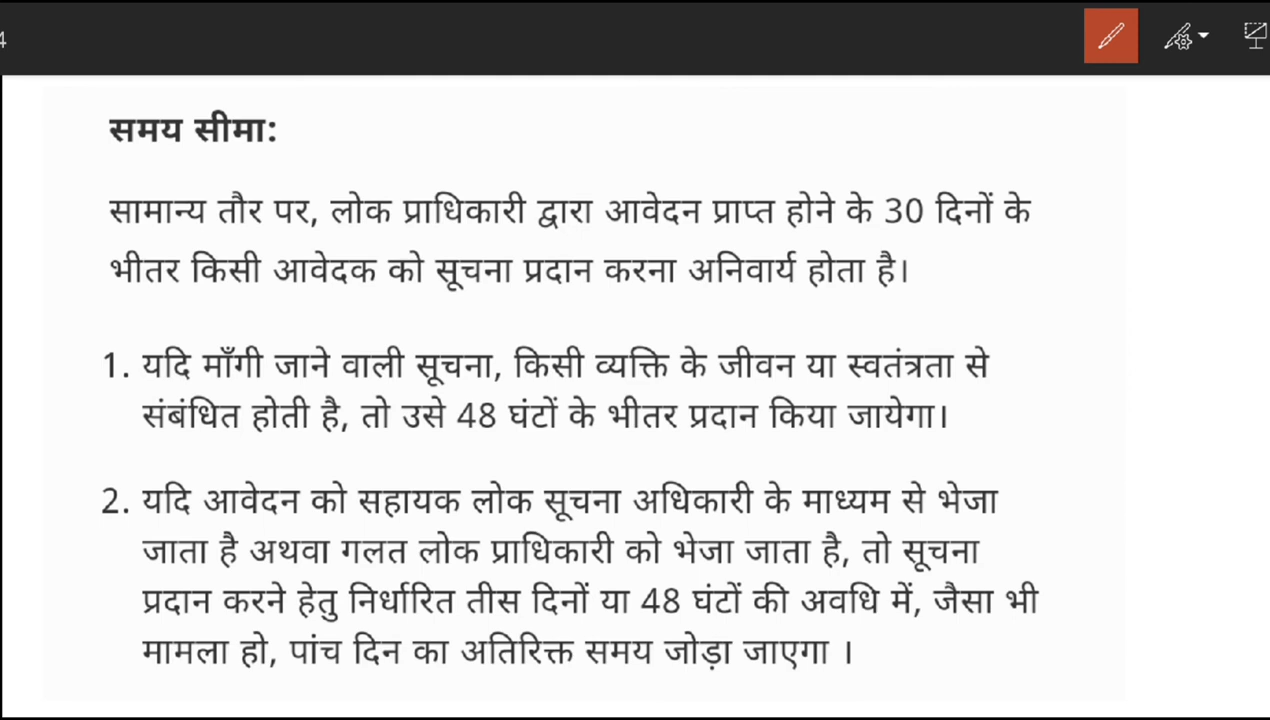 4
समय सीमा:
सामान्य तौर पर, लोक प्राधिकारी द्वारा आवेदन प्राप्त होने के 30 दिनों के
भीतर किसी आवेदक को सूचना प्रदान करना अनिवार्य होता है।
1. यदि माँगी जाने वाली सूचना, किसी व्यक्ति के जीवन या स्वतंत्रता से
संबंधित होती है, तो उसे 48 घंटों के भीतर प्रदान किया जायेगा।
2. यदि आवेदन को सहायक लोक सूचना अधिकारी के माध्यम से भेजा
जाता है अथवा गलत लोक प्राधिकारी को भेजा जाता है, तो सूचना
प्रदान करने हेतु निर्धारित तीस दिनों या 48 घंटों की अवधि में, जैसा भी
मामला हो, पांच दिन का अतिरिक्त समय जोड़ा जाएगा ।